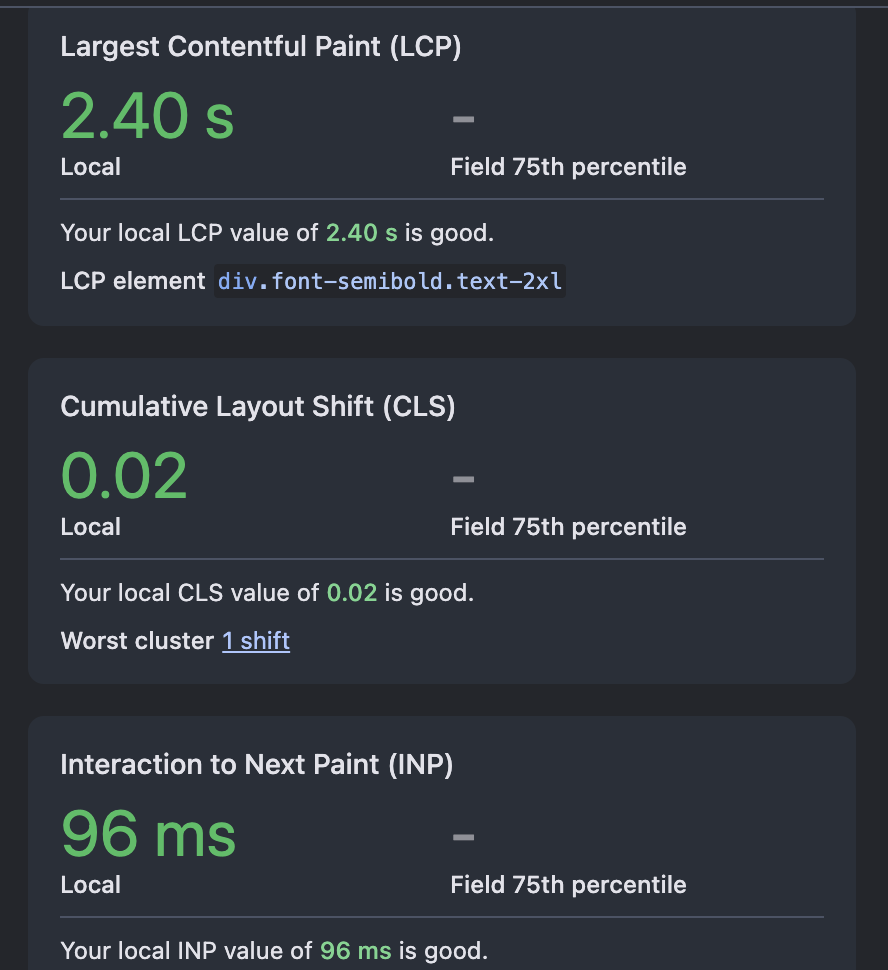 Largest Contentful Paint (LCP)
2.40 s
-
Local
Field 75th percentile
Your local LCP value of 2.40 s is good.
LCP element div.font-semibold.text-2xl
Cumulative Layout Shift (CLS)
0.02
-
Local
Field 75th percentile
Your local CLS value of 0.02 is good.
Worst cluster 1 shift
Interaction to Next Paint (INP)
96 ms
-
Local
Field 75th percentile
Your local INP value of 96 ms is good.